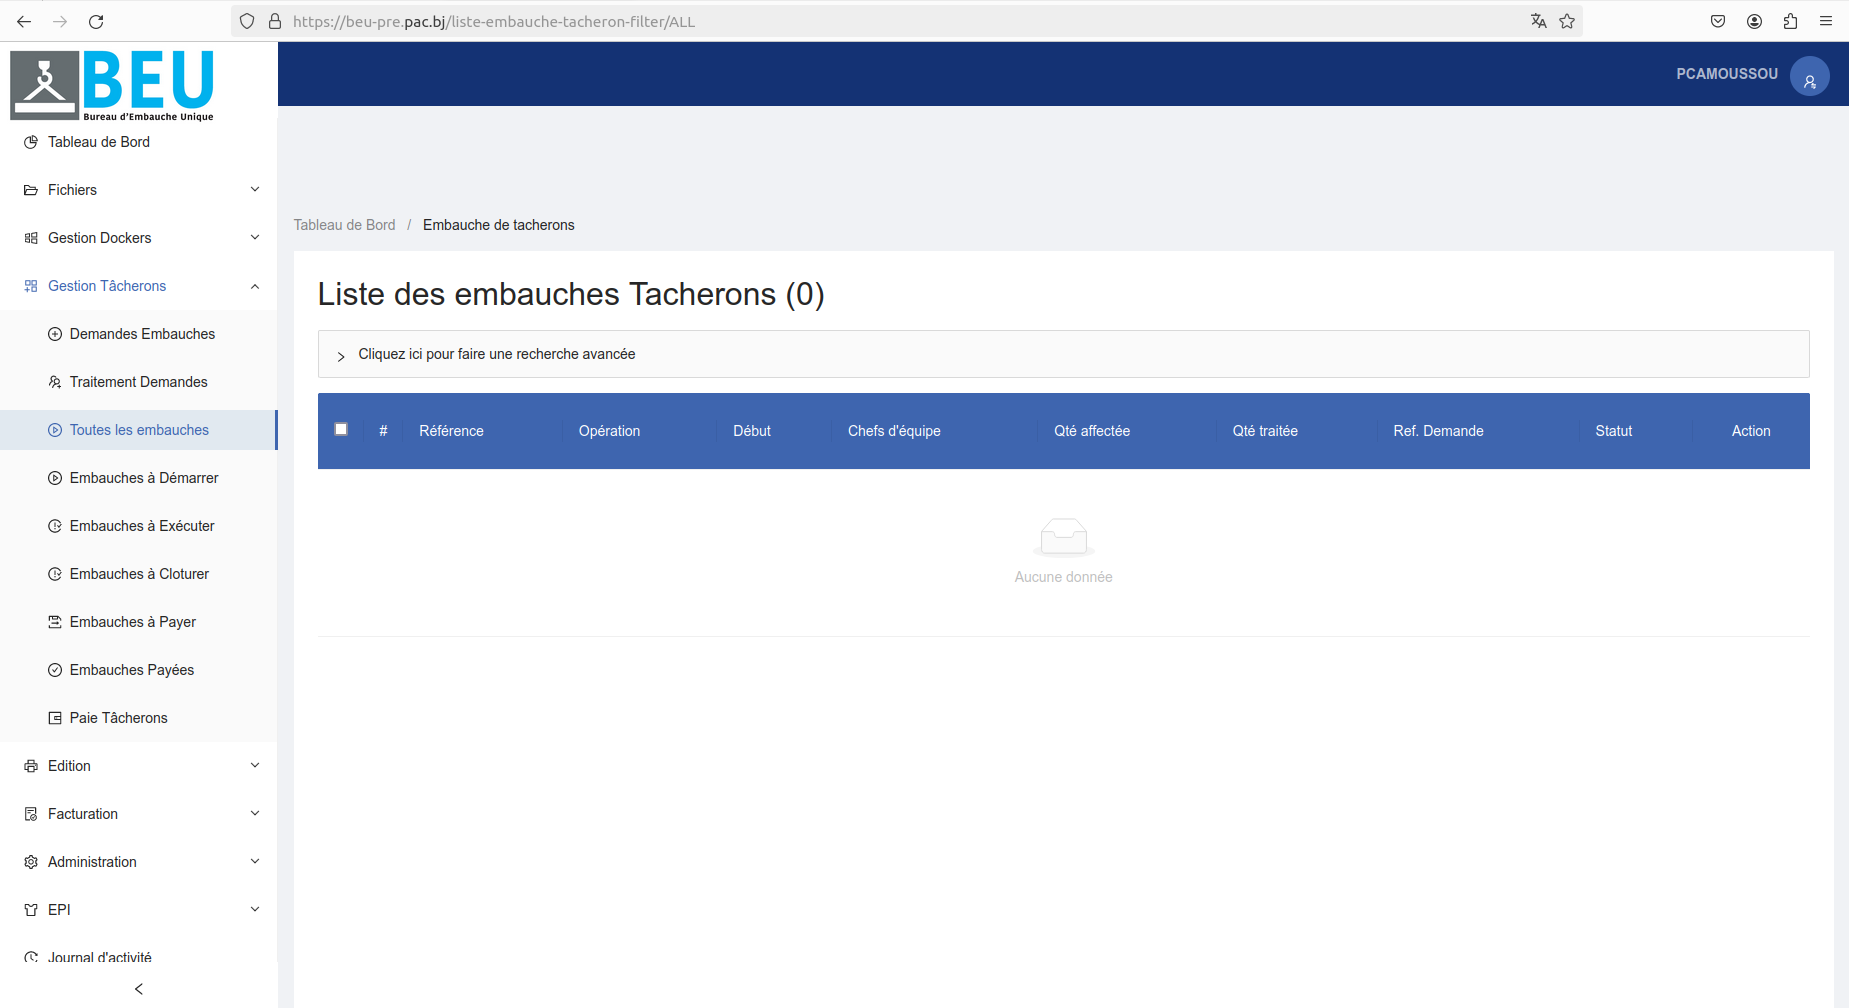 https://beu-pre.pac.bj/liste-embauche-tacheron-filter/ALL
BEU
Bureau d'Embauche Unique
PCAMOUSSOU
Tableau de Bord
Fichiers
Gestion Dockers
Gestion Tâcherons
Demandes Embauches
Traitement Demandes
Toutes les embauches
Embauches à Démarrer
Embauches à Exécuter
Embauches à Cloturer
Embauches à Payer
Embauches Payées
Paie Tâcherons
Edition
Facturation
Administration
EPI
Journal d'activité
Tableau de Bord / Embauche de tacherons
Liste des embauches Tacherons (0)
Cliquez ici pour faire une recherche avancée
# Référence Opération Début Chefs d'équipe Qté affectée Qté traitée Ref. Demande Statut Action
Aucune donnée